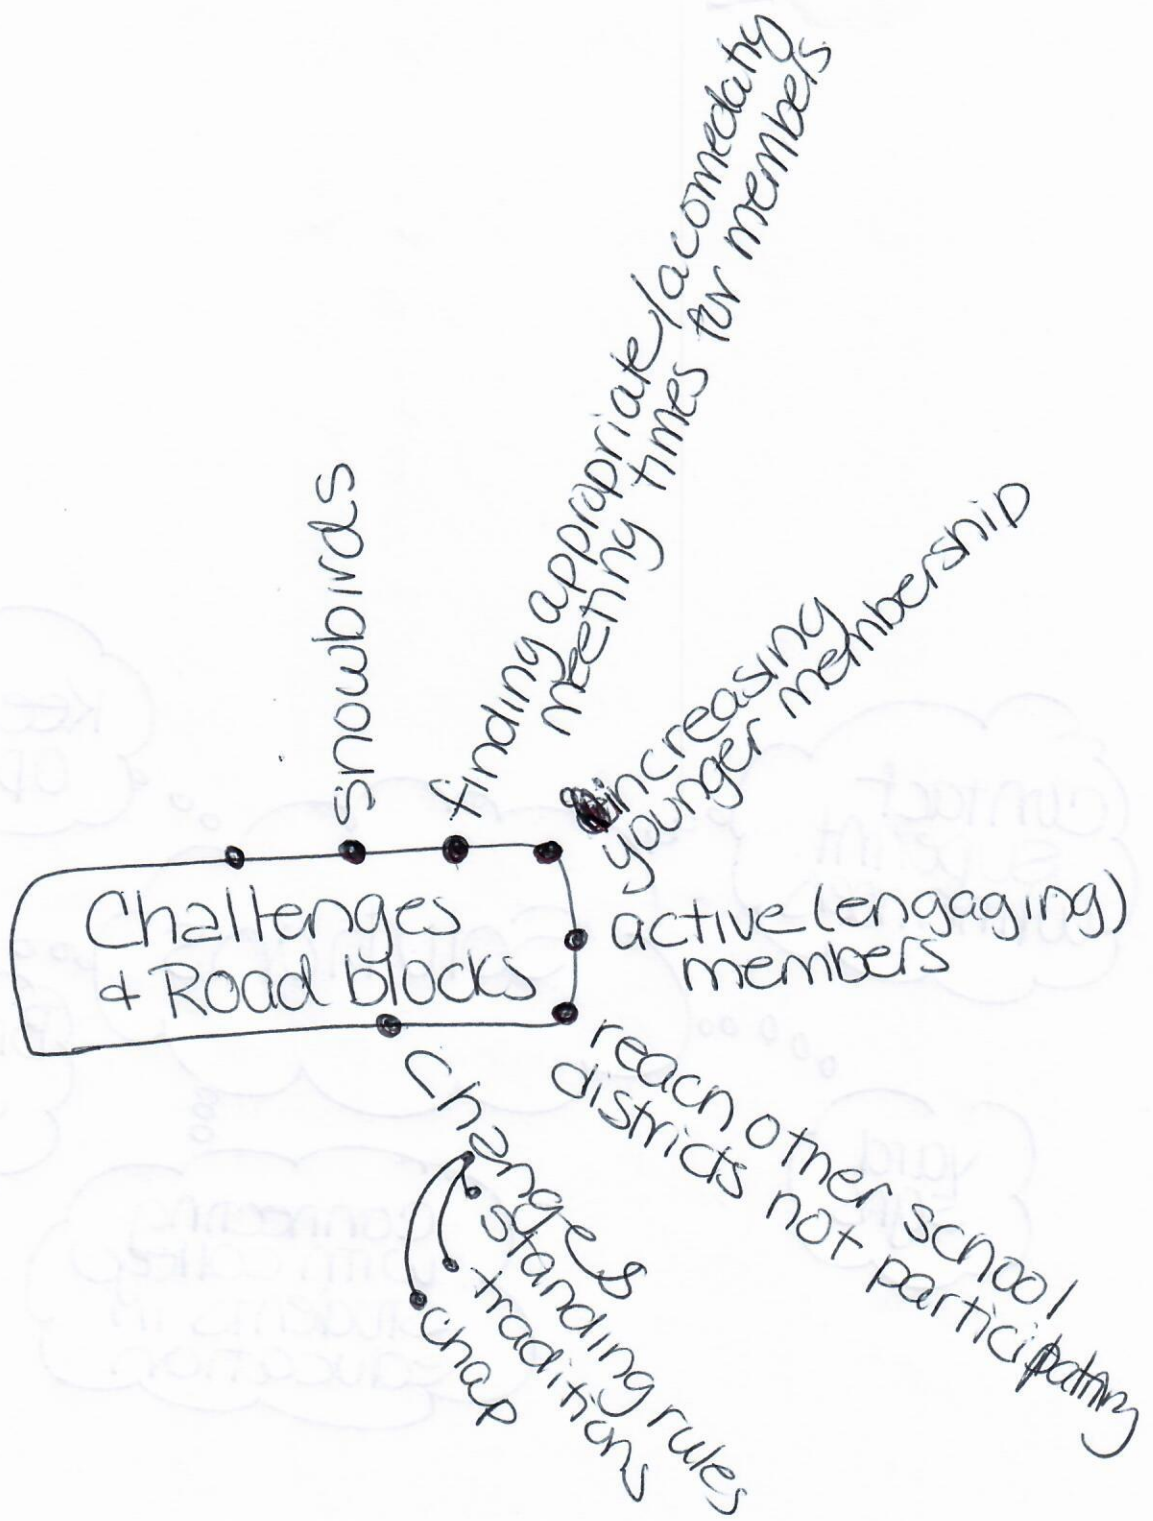 Challenges
& Road blocks
snowbirds
finding appropriate/acomedating
meeting times for members
increasing
younger membership
active (engaging)
members
reach other school
districts not participating
Changes
standing rules
traditions
chap